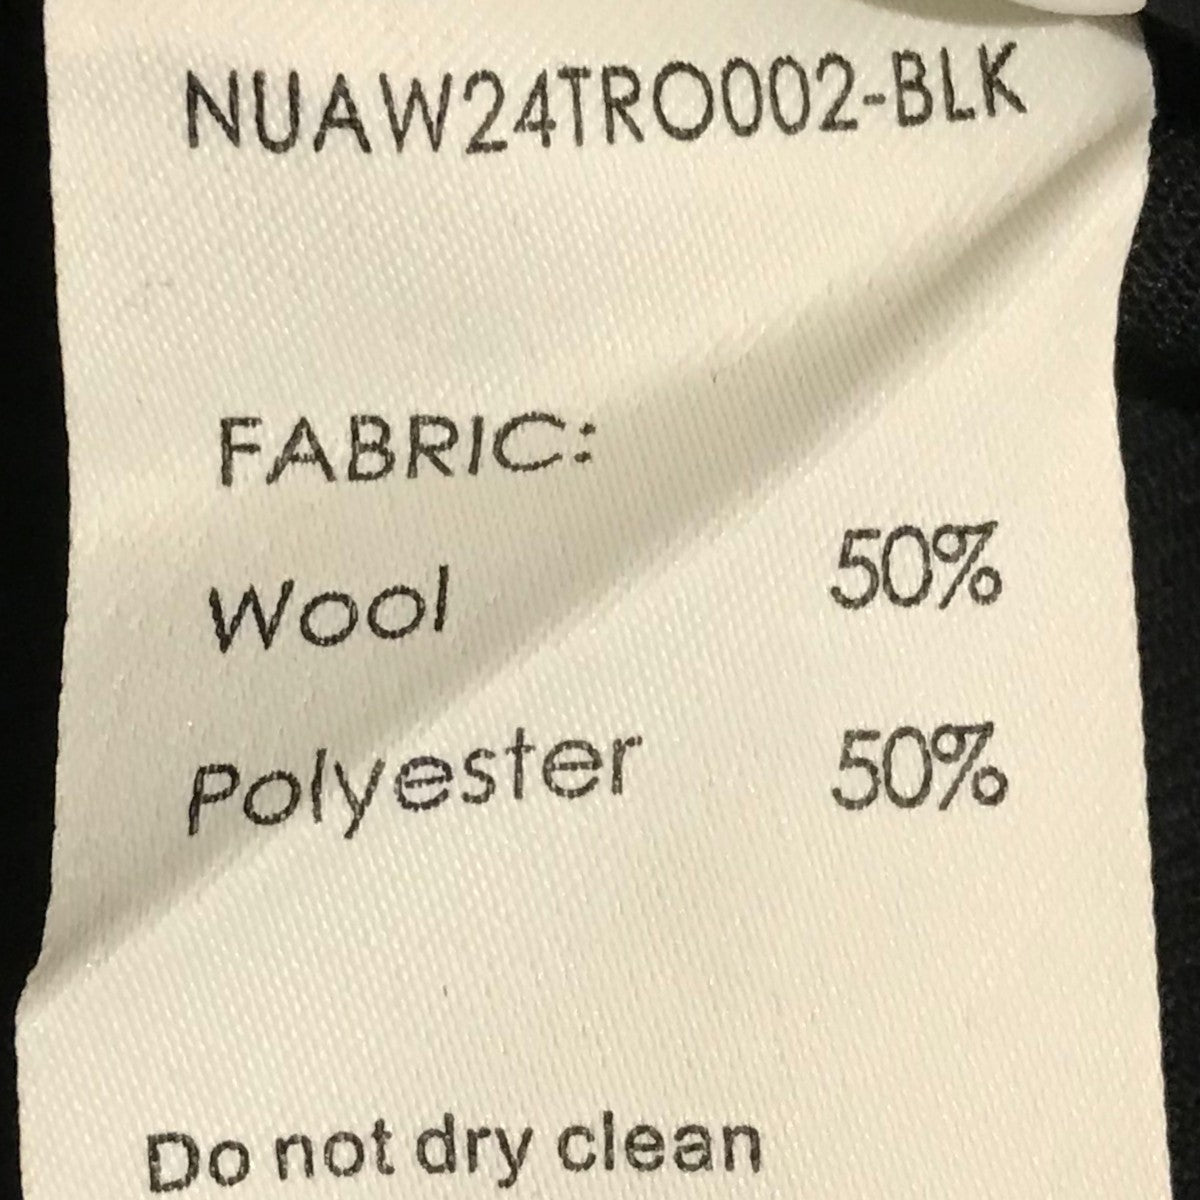 NUAW24TRO002-BLK
FABRIC:
Wool 50%
Polyester 50%
Do not dry clean